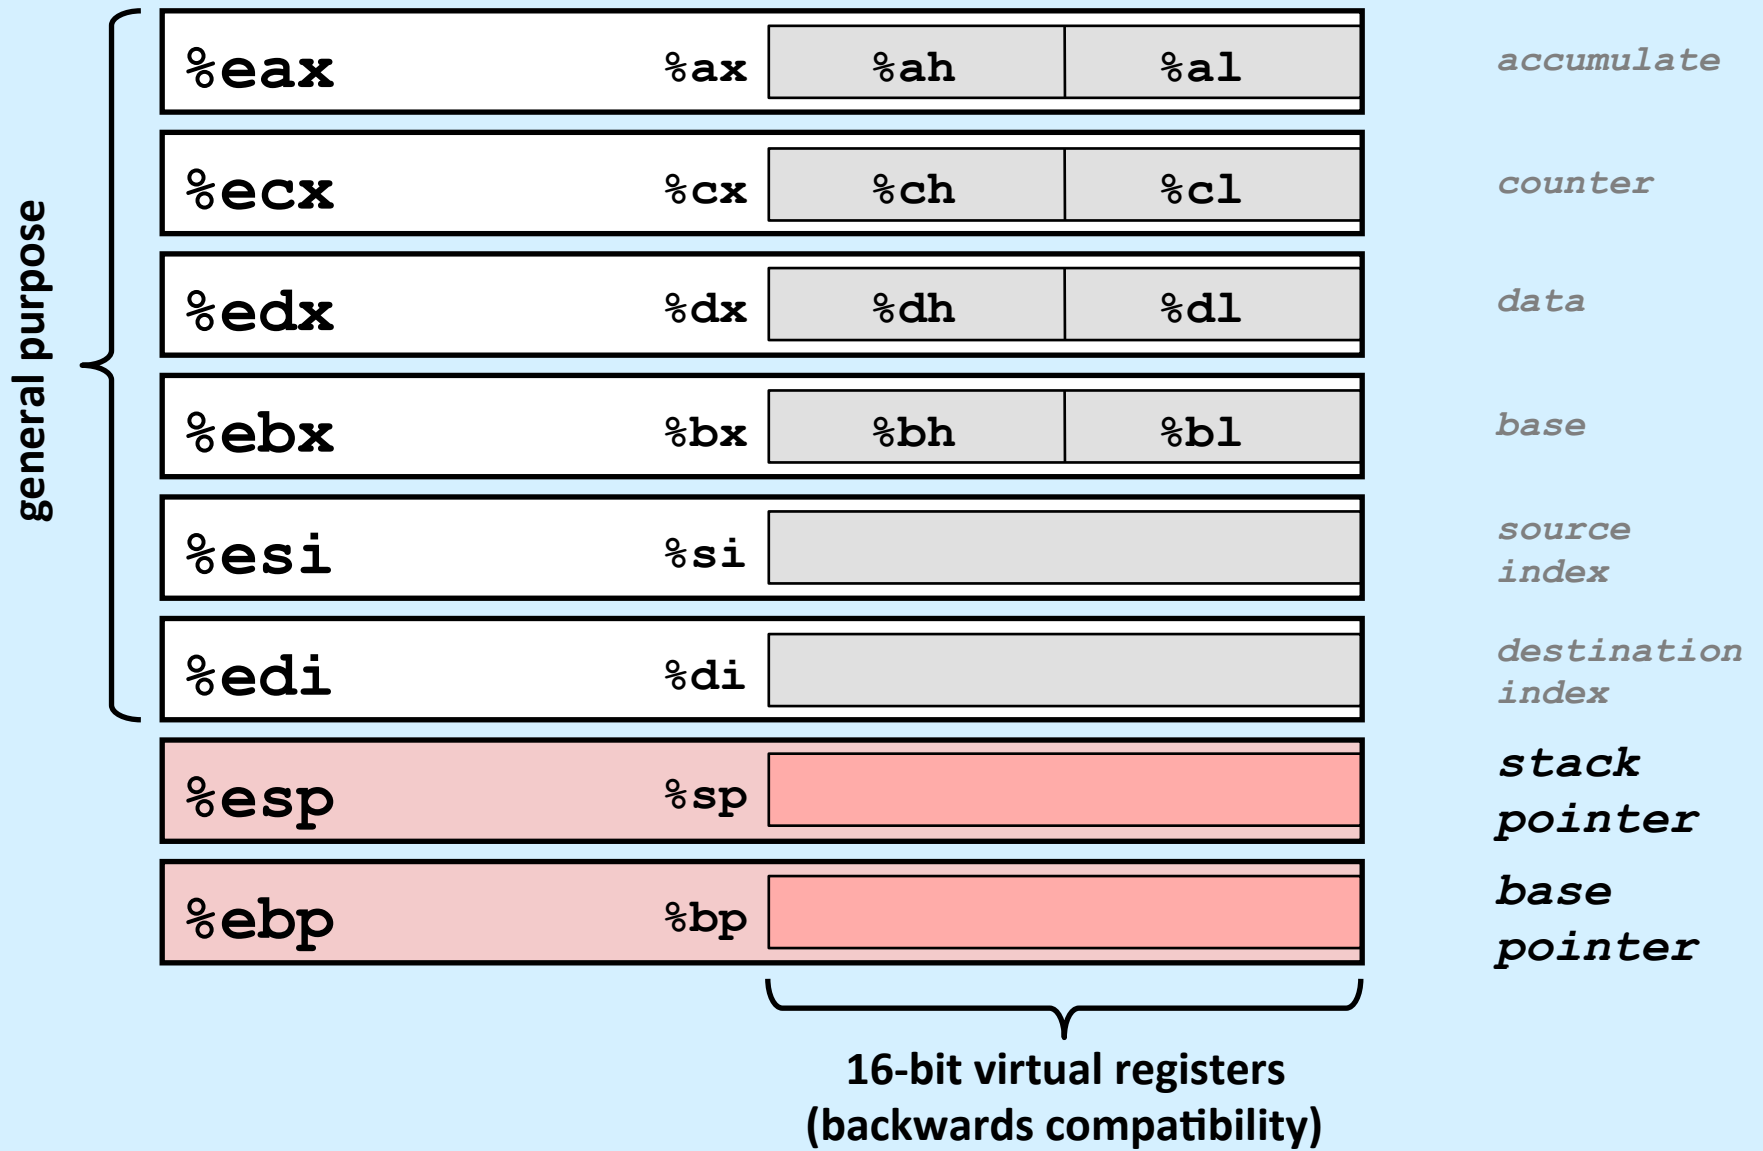 general purpose
%eax %ax %ah %al accumulate
%ecx %cx %ch %cl counter
%edx %dx %dh %dl data
%ebx %bx %bh %bl base
%esi %si source
index
%edi %di destination
index
%esp %sp stack
pointer
%ebp %bp base
pointer
16-bit virtual registers
(backwards compatibility)